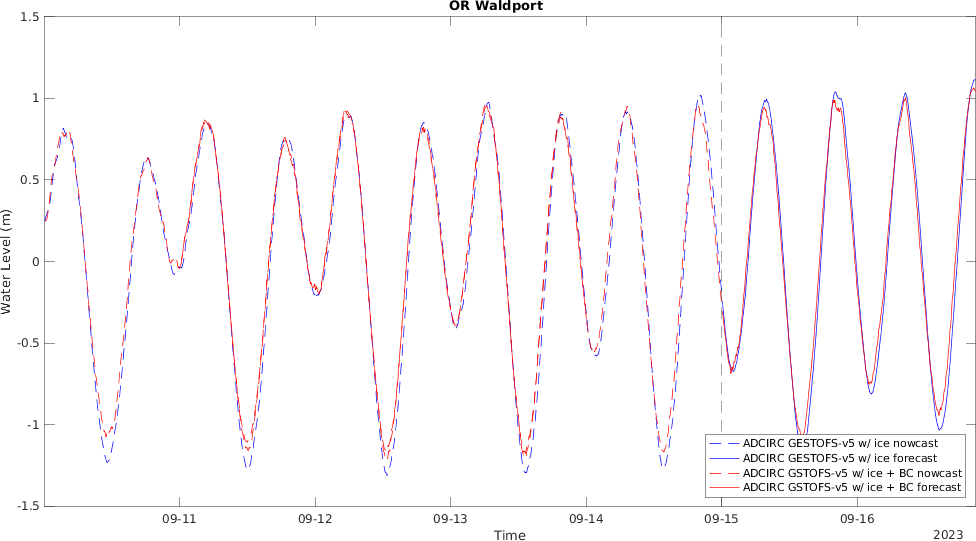 OR Waldport
1.5
1
0.5
0
-0.5
-1
-1.5
Water Level (m)
ADCIRC GESTOFS-v5 w/ ice nowcast
ADCIRC GESTOFS-v5 w/ ice forecast
ADCIRC GSTOFS-v5 w/ ice + BC nowcast
ADCIRC GSTOFS-v5 w/ ice + BC forecast
09-11 09-12 09-13 09-14 09-15 09-16
Time
2023